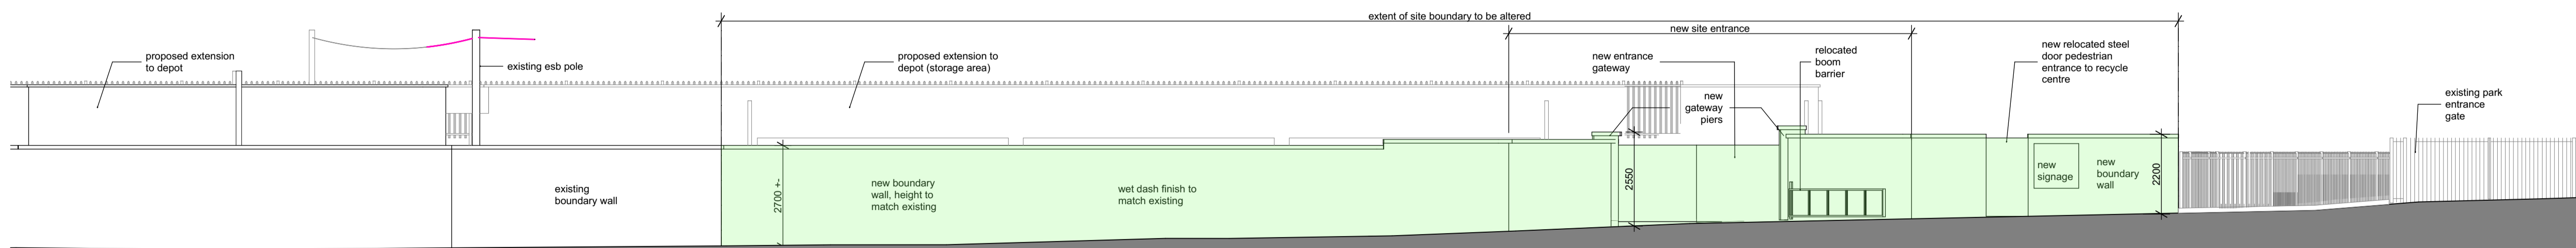 extent of site boundary to be altered
new site entrance
proposed extension
to depot
existing esb pole
proposed extension to
depot (storage area)
new entrance
gateway
relocated
boom
barrier
new relocated steel
door pedestrian
entrance to recycle
centre
new
gateway
piers
existing park
entrance
gate
existing
boundary wall
2700 +-
new boundary
wall, height to
match existing
wet dash finish to
match existing
2550
new
signage
new
boundary
wall
2200